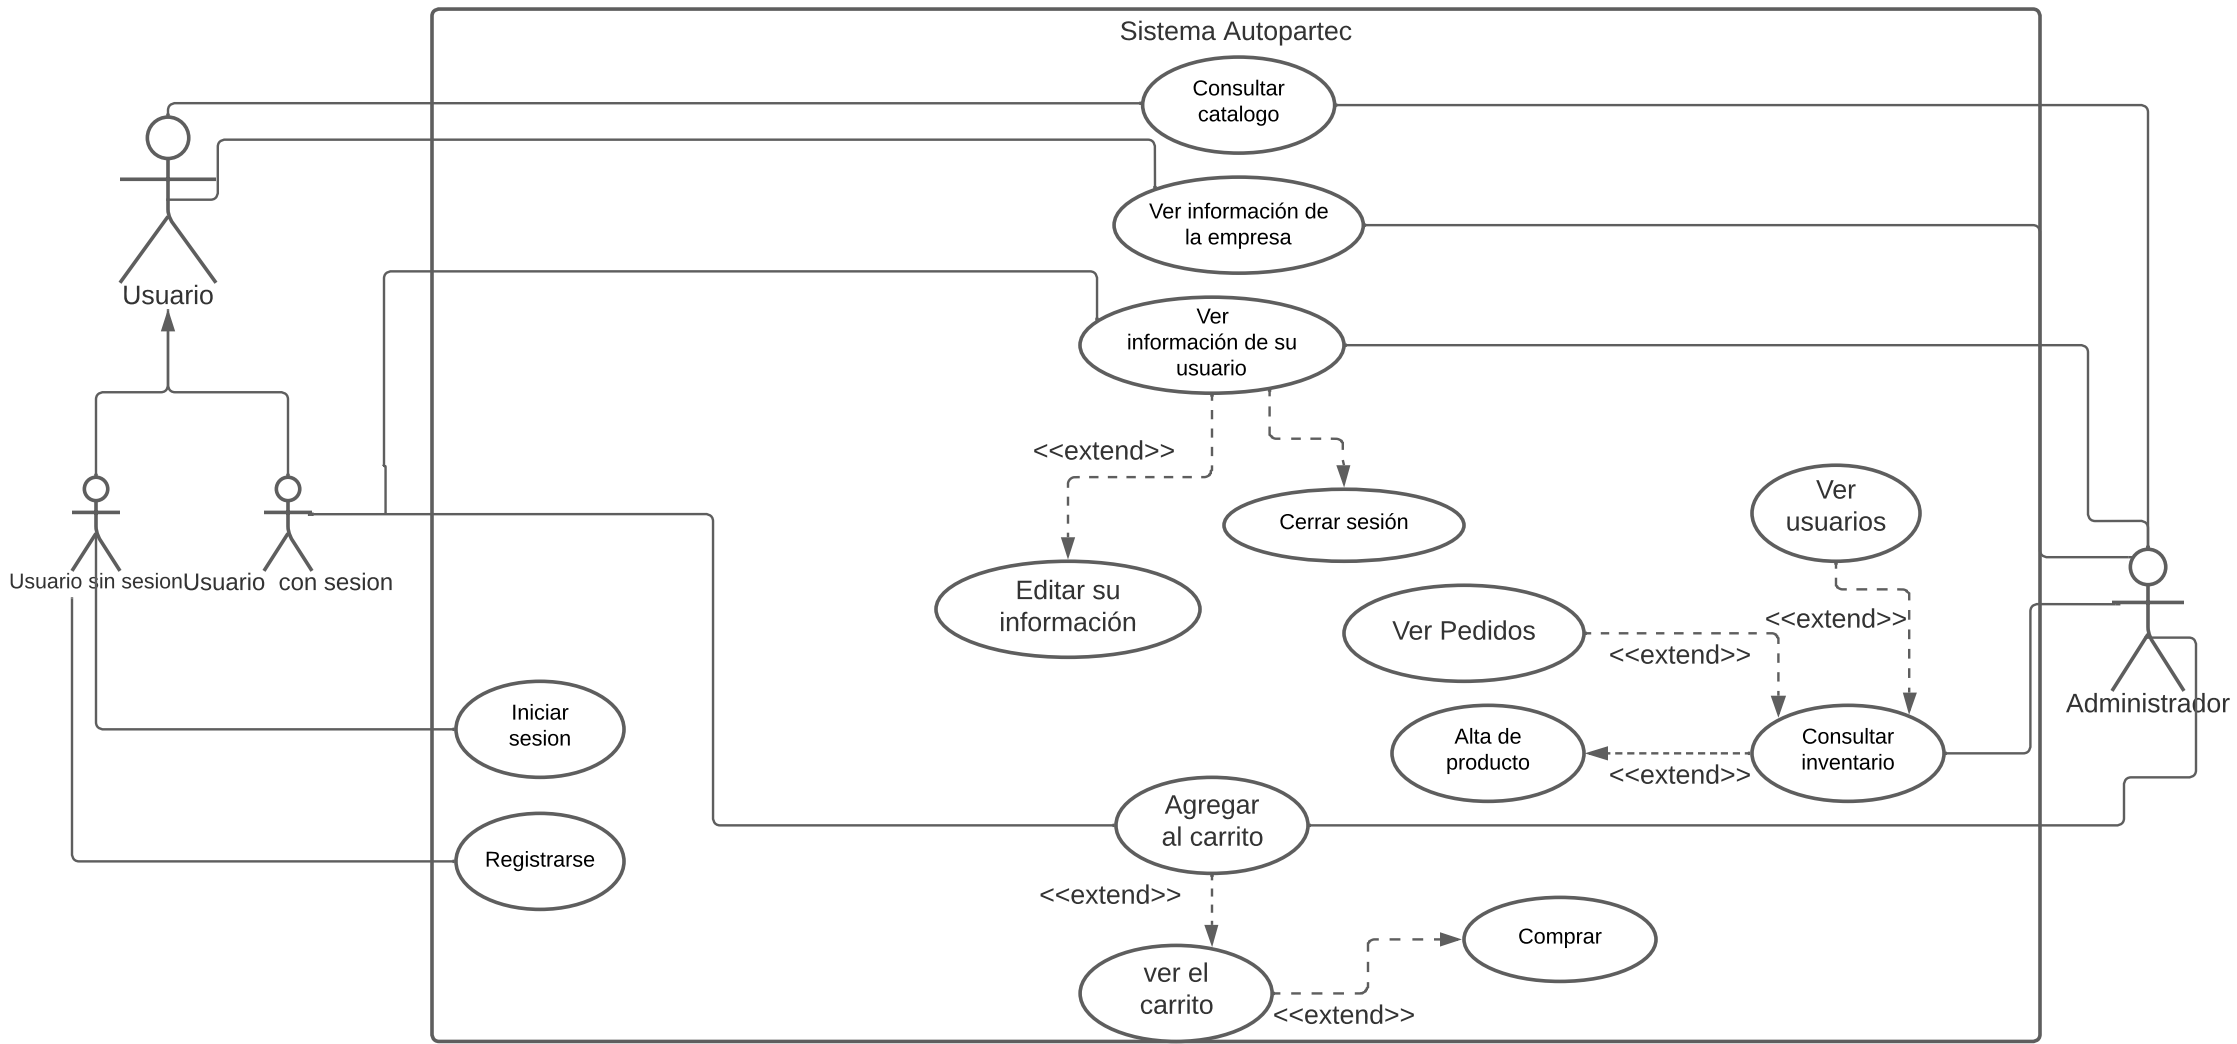 Sistema Autopartec
Consultar
catalogo
Ver información de
la empresa
Usuario
Ver
información de su
usuario
<<extend>>
Cerrar sesión
Ver
usuarios
Usuario sin sesion
Usuario  con sesion
Editar su
información
Ver Pedidos
<<extend>>
<<extend>>
Administrador
Iniciar
sesion
Alta de
producto
<<extend>>
Consultar
inventario
Agregar
al carrito
Registrarse
<<extend>>
Comprar
ver el
carrito
<<extend>>